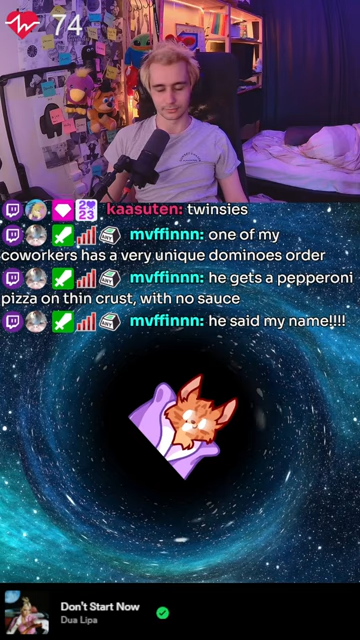 74
kaasuten: twinsies
mvffinnn: one of my
coworkers has a very unique dominoes order
mvffinnn: he gets a pepperoni
pizza on thin crust, with no sauce
mvffinnn: he said my name!!!!
Don't Start Now
Dua Lipa